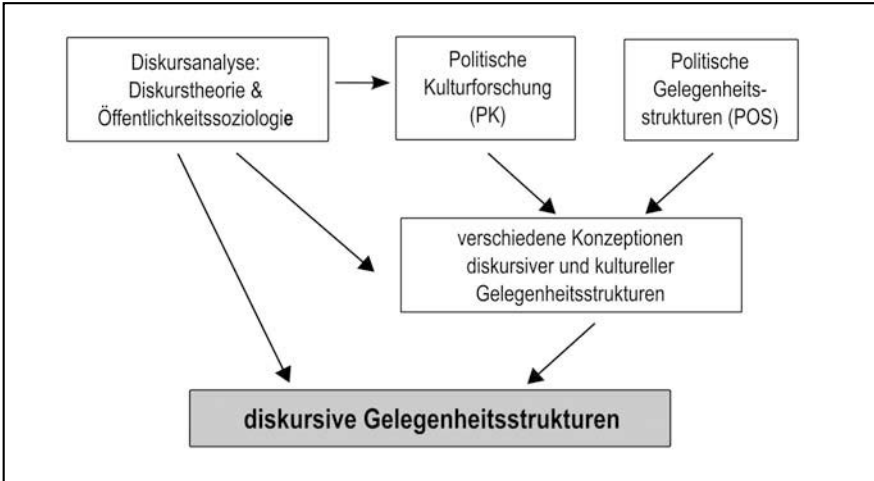 Diskursanalyse:
Diskurstheorie &
Öffentlichkeitssoziologie
Politische
Kulturforschung
(PK)
Politische
Gelegenheits-
strukturen (POS)
verschiedene Konzeptionen
diskursiver und kultureller
Gelegenheitsstrukturen
diskursive Gelegenheitsstrukturen